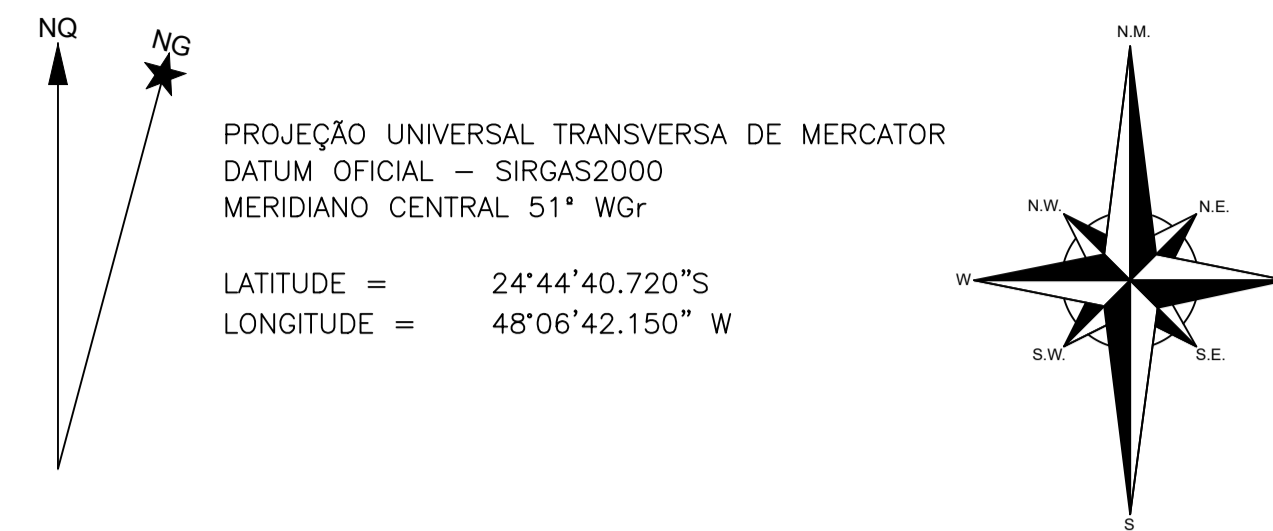 NQ
NG
PROJEÇÃO UNIVERSAL TRANSVERSA DE MERCATOR
DATUM OFICIAL – SIRGAS2000
MERIDIANO CENTRAL 51ª WGr
LATITUDE = 24°44'40.720"S
LONGITUDE = 48°06'42.150" W
N.M.
N.W.
N.E.
W
S.W.
S.E.
S